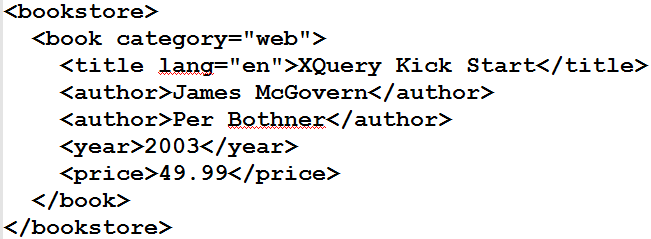 <bookstore>
  <book category="web">
    <title lang="en">XQuery Kick Start</title>
    <author>James McGovern</author>
    <author>Per Bothner</author>
    <year>2003</year>
    <price>49.99</price>
  </book>
</bookstore>